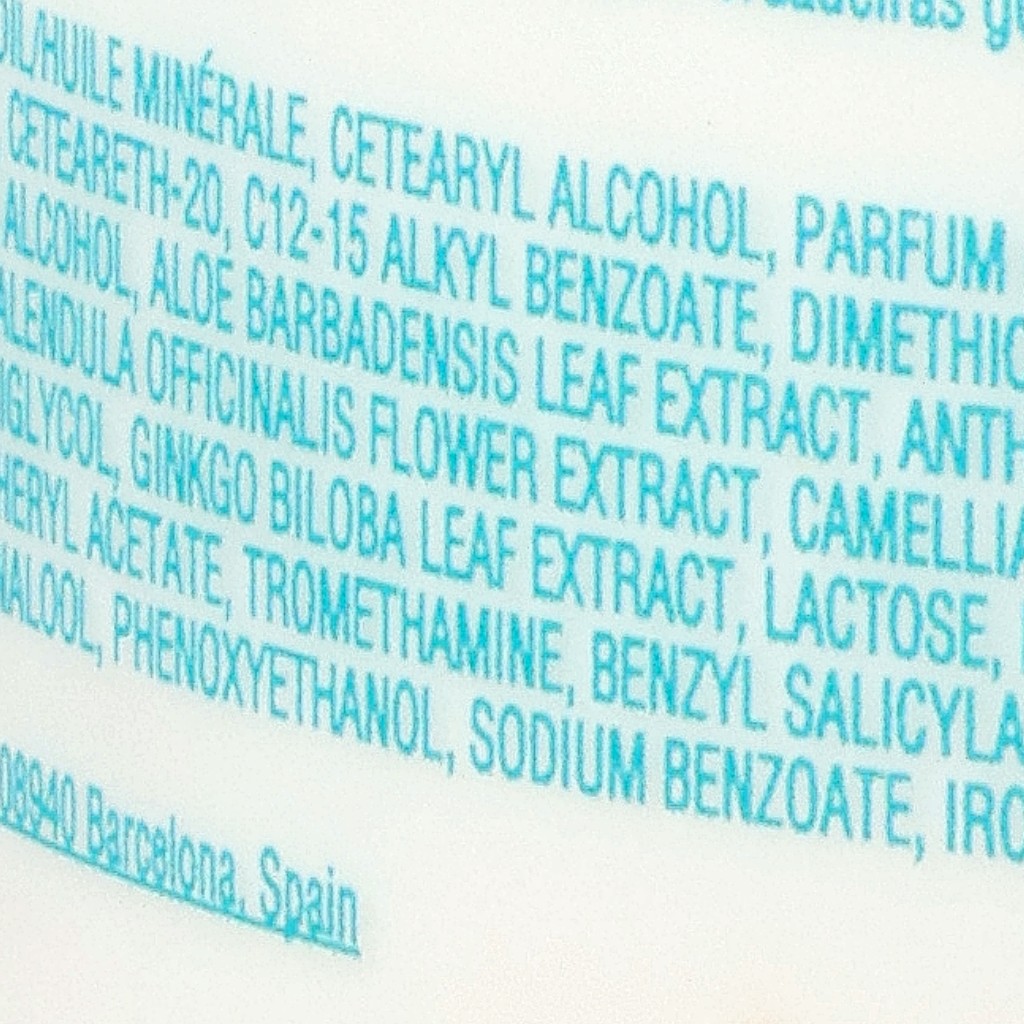 OIL/HUILE MINÉRALE, CETEARYL ALCOHOL, PARFUM
CETEARETH-20, C12-15 ALKYL BENZOATE, DIMETHIC
ALCOHOL, ALOE BARBADENSIS LEAF EXTRACT, ANTH
ALENDULA OFFICINALIS FLOWER EXTRACT, CAMELLIA
GLYCOL, GINKGO BILOBA LEAF EXTRACT, LACTOSE,
HERYL ACETATE, TROMETHAMINE, BENZYL SALICYLA
NALOOL, PHENOXYETHANOL, SODIUM BENZOATE, IRO
08940 Barcelona, Spain